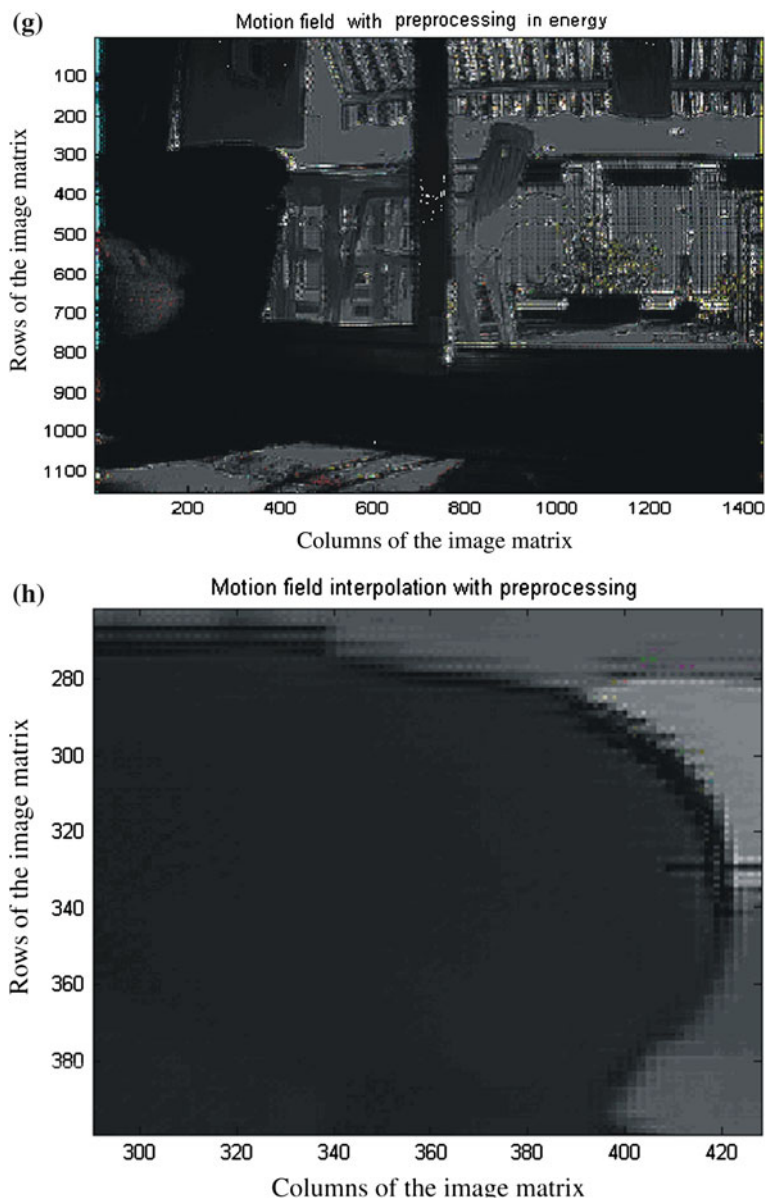 (g)
Motion field with preprocessing in energy
Rows of the image matrix
100
200
300
400
500
600
700
800
900
1000
1100
200 400 600 800 1000 1200 1400
Columns of the image matrix
(h)
Motion field interpolation with preprocessing
Rows of the image matrix
280
300
320
340
360
380
300 320 340 360 380 400 420
Columns of the image matrix